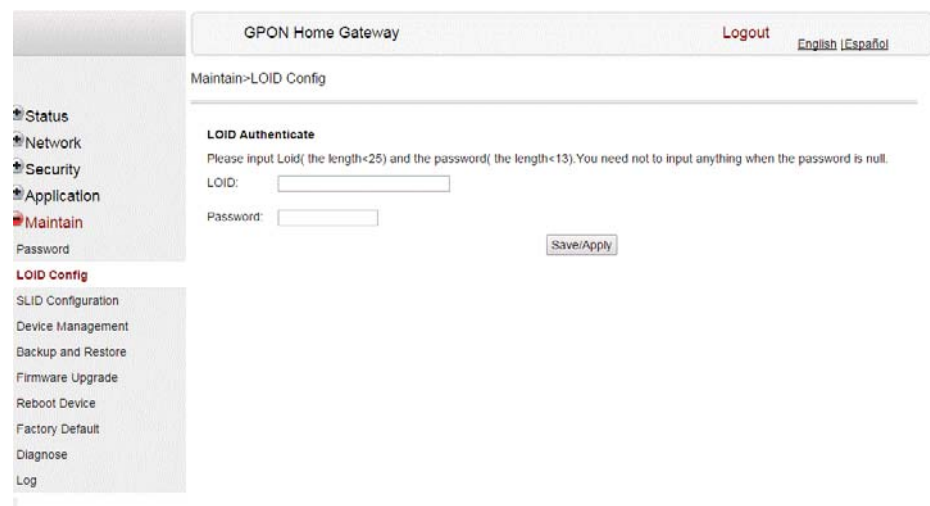 GPON Home Gateway
Logout
English |Español
Maintain>LOID Config
Status
Network
Security
Application
Maintain
Password
LOID Config
SLID Configuration
Device Management
Backup and Restore
Firmware Upgrade
Reboot Device
Factory Default
Diagnose
Log
LOID Authenticate
Please input Loid( the length<25) and the password( the length<13).You need not to input anything when the password is null.
LOID:
Password:
Save/Apply